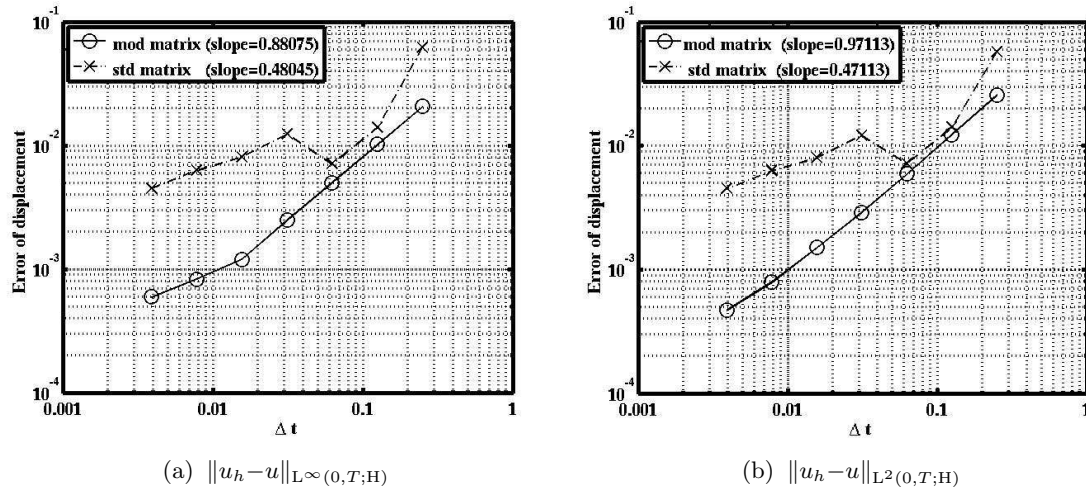 10^-1
mod matrix (slope=0.88075)
std matrix (slope=0.48045)
10^-2
Error of displacement
10^-3
10^-4
0.001 0.01 0.1 1
Δ t
(a) ‖u_h−u‖_{L^∞(0,T;H)}
10^-1
mod matrix (slope=0.97113)
std matrix (slope=0.47113)
10^-2
Error of displacement
10^-3
10^-4
0.001 0.01 0.1 1
Δ t
(b) ‖u_h−u‖_{L^2(0,T;H)}